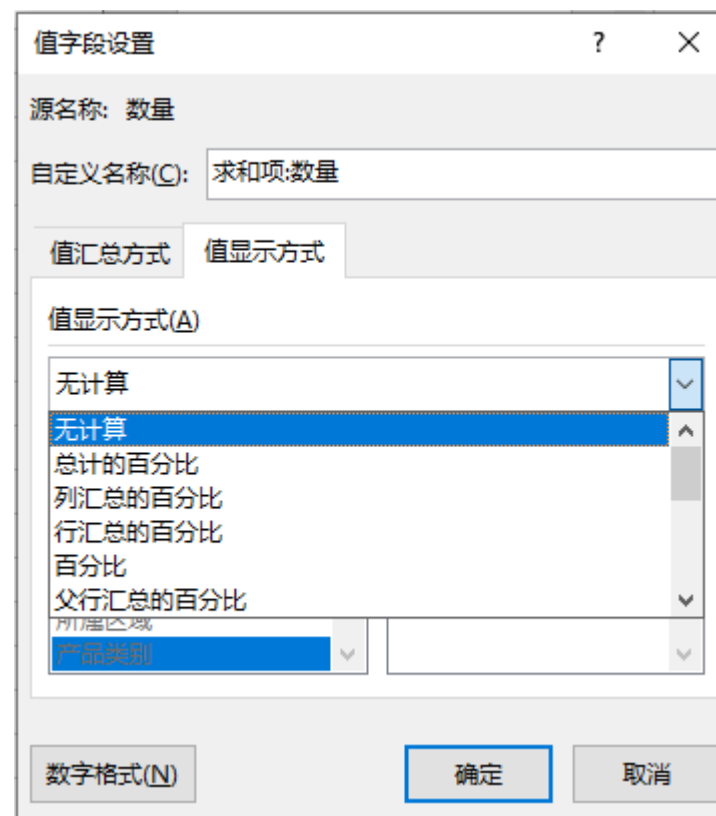 值字段设置 ?
源名称: 数量
自定义名称(C): 求和项:数量
值汇总方式 值显示方式
值显示方式(A)
无计算
无计算
总计的百分比
列汇总的百分比
行汇总的百分比
百分比
父行汇总的百分比
所属区域
产品类别
数字格式(N) 确定 取消